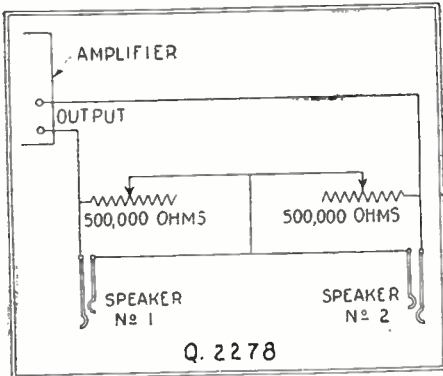 AMPLIFIER
OUTPUT
500,000 OHMS
500,000 OHMS
SPEAKER
Nº 1
SPEAKER
Nº 2
Q. 2278